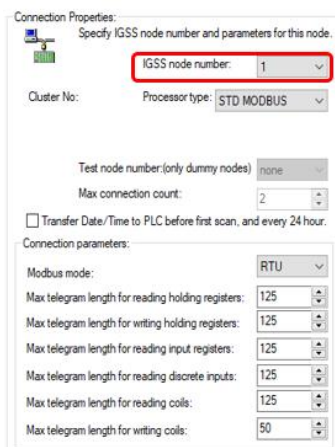 Connection Properties:
Specify IGSS node number and parameters for this node.
IGSS node number: 1
Cluster No: Processor type: STD MODBUS
Test node number:(only dummy nodes) none
Max connection count: 2
Transfer Date/Time to PLC before first scan, and every 24 hour.
Connection parameters:
Modbus mode: RTU
Max telegram length for reading holding registers: 125
Max telegram length for writing holding registers: 125
Max telegram length for reading input registers: 125
Max telegram length for reading discrete inputs: 125
Max telegram length for reading coils: 125
Max telegram length for writing coils: 50